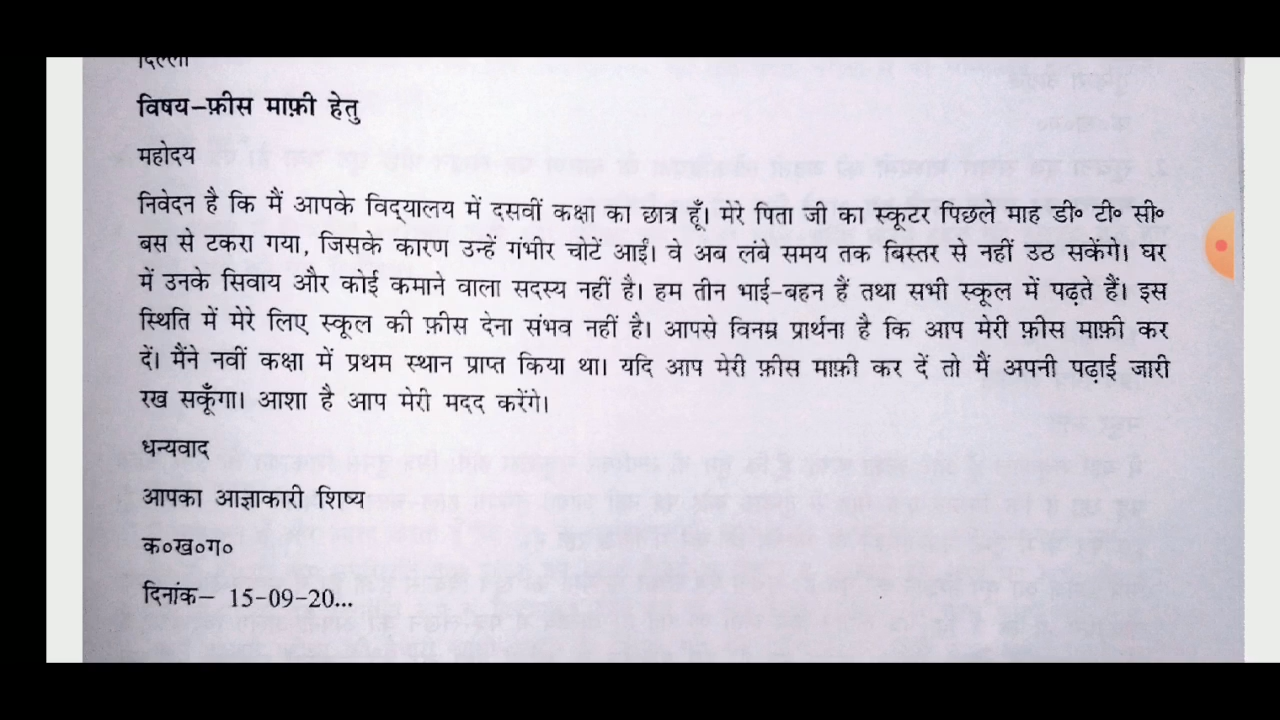 दिल्ली
विषय–फ़ीस माफ़ी हेतु
महोदय
निवेदन है कि मैं आपके विद्यालय में दसवीं कक्षा का छात्र हूँ। मेरे पिता जी का स्कूटर पिछले माह डी॰ टी॰ सी॰
बस से टकरा गया, जिसके कारण उन्हें गंभीर चोटें आईं। वे अब लंबे समय तक बिस्तर से नहीं उठ सकेंगे। घर
में उनके सिवाय और कोई कमाने वाला सदस्य नहीं है। हम तीन भाई-बहन हैं तथा सभी स्कूल में पढ़ते हैं। इस
स्थिति में मेरे लिए स्कूल की फ़ीस देना संभव नहीं है। आपसे विनम्र प्रार्थना है कि आप मेरी फ़ीस माफ़ी कर
दें। मैंने नवीं कक्षा में प्रथम स्थान प्राप्त किया था। यदि आप मेरी फ़ीस माफ़ी कर दें तो मैं अपनी पढ़ाई जारी
रख सकूँगा। आशा है आप मेरी मदद करेंगे।
धन्यवाद
आपका आज्ञाकारी शिष्य
क॰ख॰ग॰
दिनांक– 15-09-20...